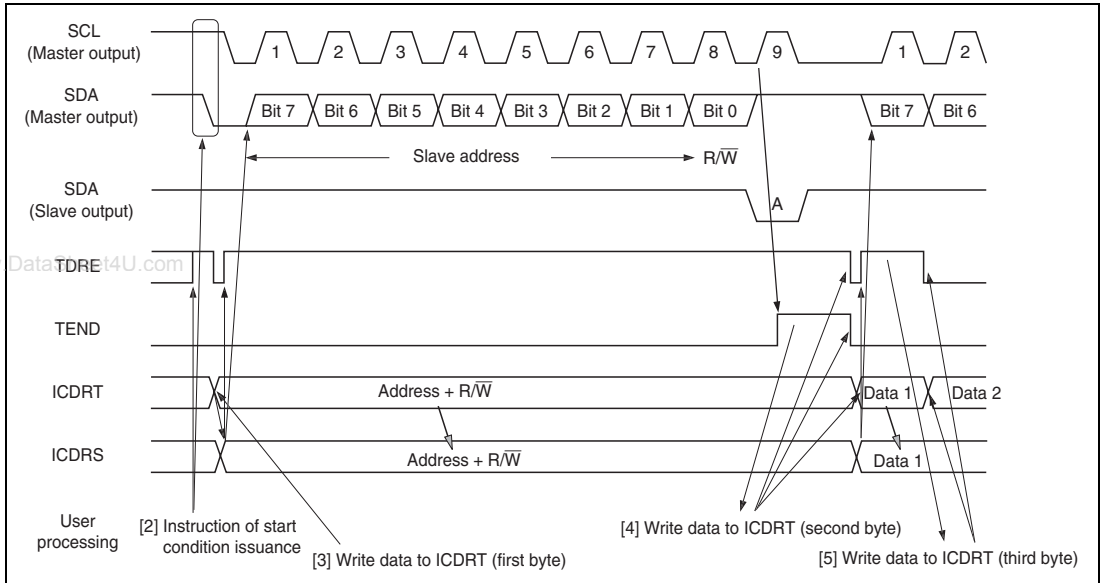 SCL
(Master output)
1 2 3 4 5 6 7 8 9 1 2
SDA
(Master output)
Bit 7 Bit 6 Bit 5 Bit 4 Bit 3 Bit 2 Bit 1 Bit 0 Bit 7 Bit 6
Slave address R/W̅
SDA
(Slave output)
A
DataSheet4U.com
TDRE
TEND
ICDRT
Address + R/W̅ Data 1 Data 2
ICDRS
Address + R/W̅ Data 1
User
processing
[2] Instruction of start
condition issuance
[3] Write data to ICDRT (first byte)
[4] Write data to ICDRT (second byte)
[5] Write data to ICDRT (third byte)